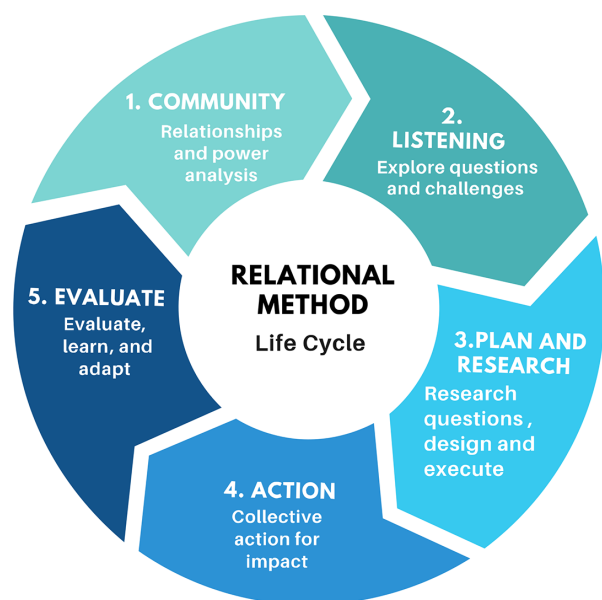 1. COMMUNITY
Relationships
and power
analysis
2.
LISTENING
Explore questions
and challenges
3.PLAN AND
RESEARCH
Research
questions ,
design and
execute
4. ACTION
Collective
action for
impact
5. EVALUATE
Evaluate,
learn, and
adapt
RELATIONAL
METHOD
Life Cycle